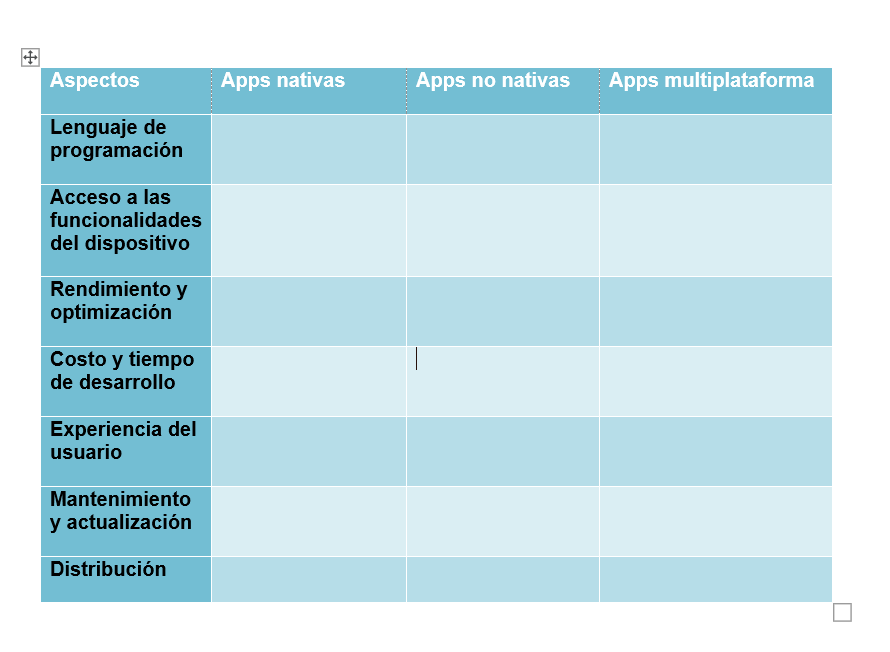 Aspectos Apps nativas Apps no nativas Apps multiplataforma
Lenguaje de
programación
Acceso a las
funcionalidades
del dispositivo
Rendimiento y
optimización
Costo y tiempo
de desarrollo
Experiencia del
usuario
Mantenimiento
y actualización
Distribución